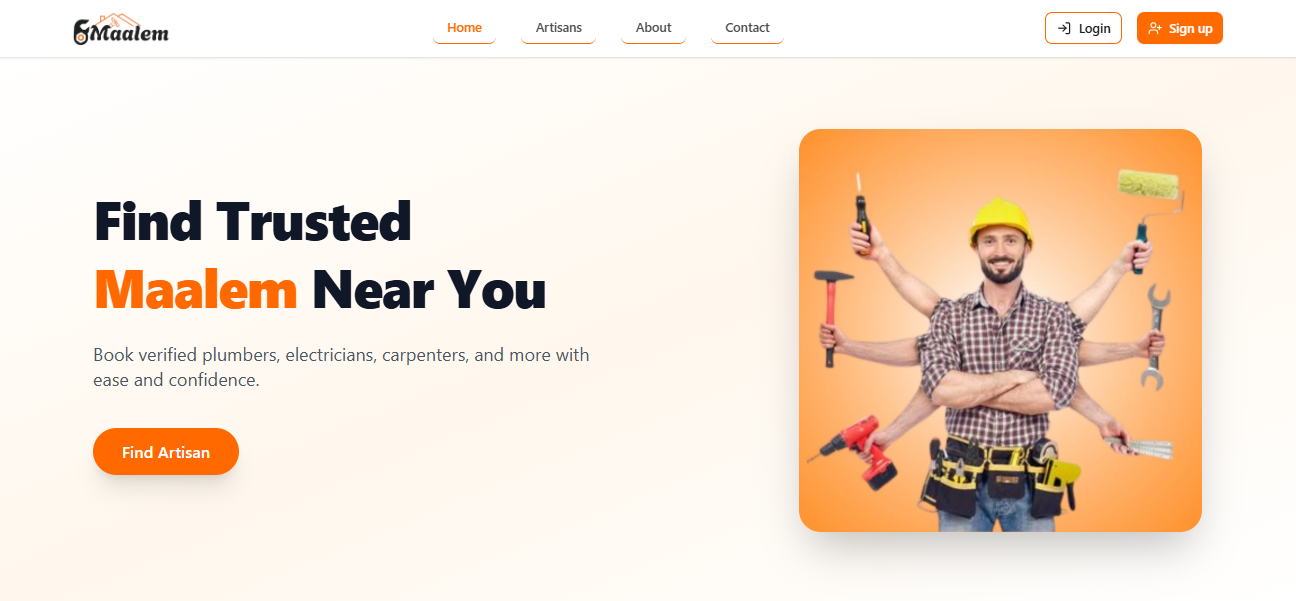 Maalem
Home
Artisans
About
Contact
Login
Sign up
Find Trusted
Maalem Near You
Book verified plumbers, electricians, carpenters, and more with
ease and confidence.
Find Artisan